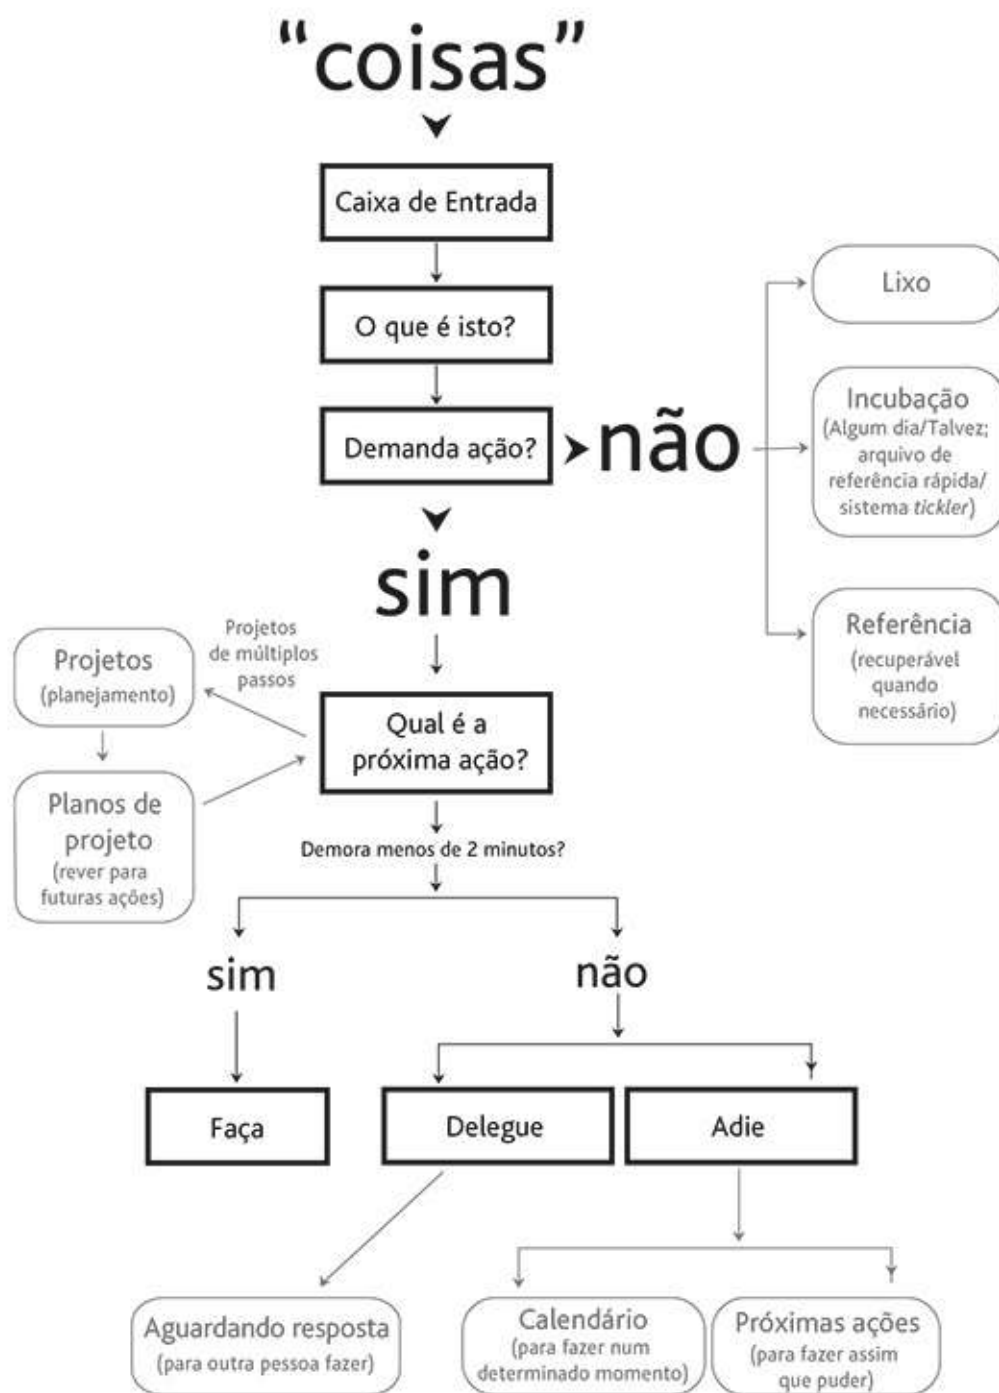 “coisas”
Caixa de Entrada
O que é isto?
Demanda ação?
não
Lixo
Incubação
(Algum dia/Talvez;
arquivo de
referência rápida/
sistema tickler)
Referência
(recuperável
quando
necessário)
sim
Projetos
de múltiplos
passos
Projetos
(planejamento)
Qual é a
próxima ação?
Planos de
projeto
(rever para
futuras ações)
Demora menos de 2 minutos?
sim
não
Faça
Delegue
Adie
Aguardando resposta
(para outra pessoa fazer)
Calendário
(para fazer num
determinado momento)
Próximas ações
(para fazer assim
que puder)